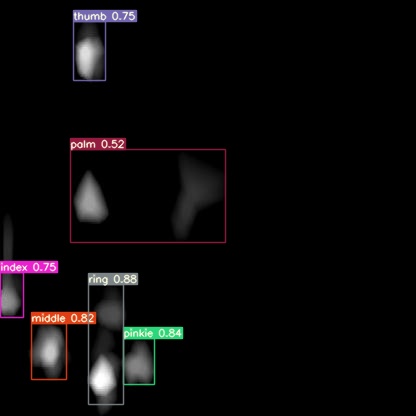 thumb 0.75
palm 0.52
index 0.75
ring 0.88
middle 0.82
pinkie 0.84